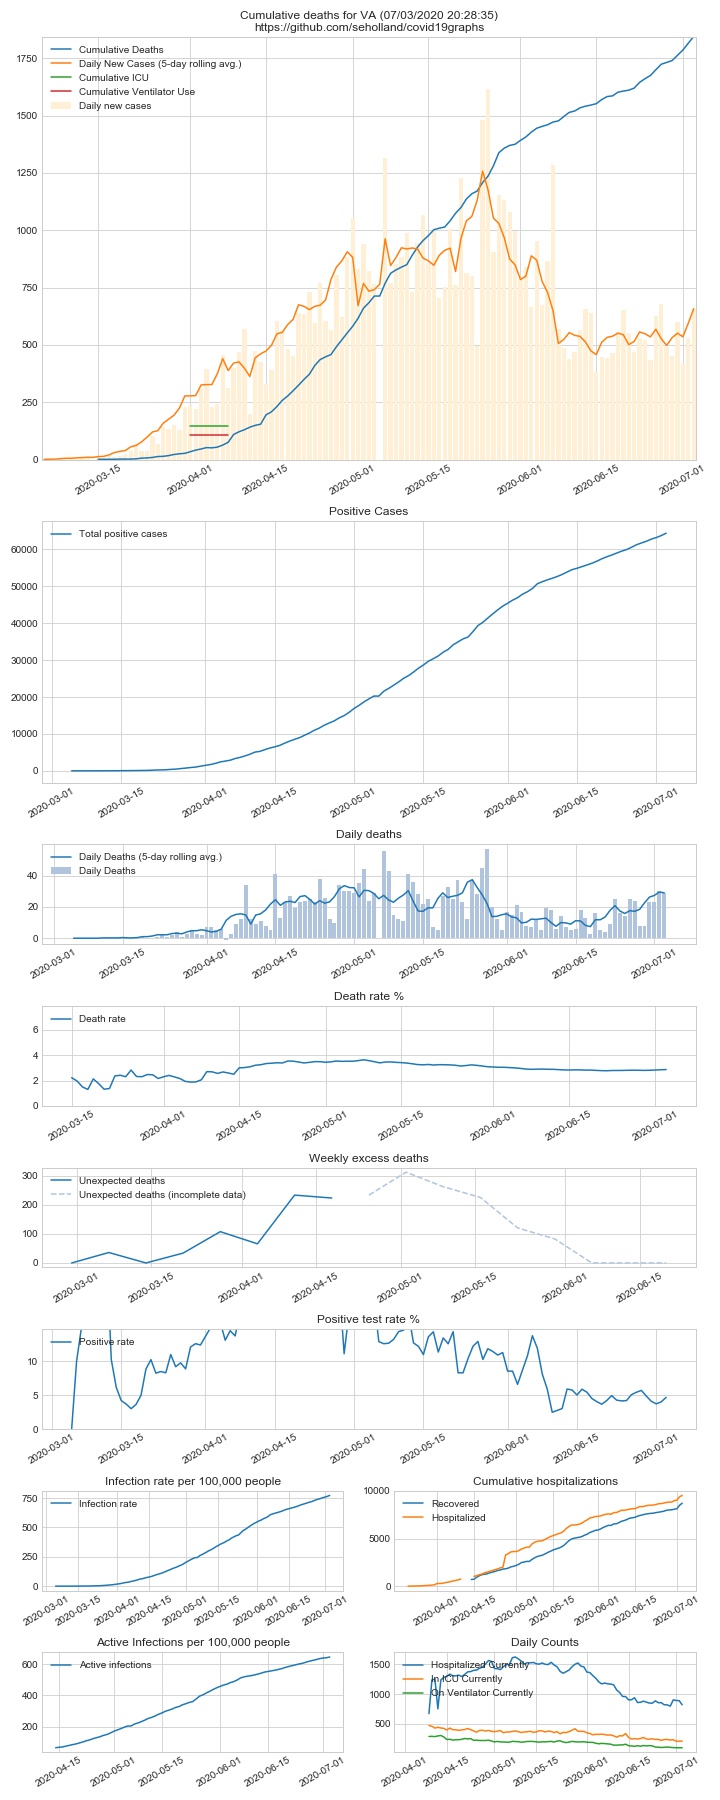 Cumulative deaths for VA (07/03/2020 20:28:35)
https://github.com/seholland/covid19graphs
Cumulative Deaths
Daily New Cases (5-day rolling avg.)
Cumulative ICU
Cumulative Ventilator Use
Daily new cases
1750
1500
1250
1000
750
500
250
0
2020-03-15 2020-04-01 2020-04-15 2020-05-01 2020-05-15 2020-06-01 2020-06-15 2020-07-01
Positive Cases
Total positive cases
60000
50000
40000
30000
20000
10000
0
2020-03-01 2020-03-15 2020-04-01 2020-04-15 2020-05-01 2020-05-15 2020-06-01 2020-06-15 2020-07-01
Daily deaths
Daily Deaths (5-day rolling avg.)
Daily Deaths
40
20
0
2020-03-01 2020-03-15 2020-04-01 2020-04-15 2020-05-01 2020-05-15 2020-06-01 2020-06-15 2020-07-01
Death rate %
Death rate
6
4
2
0
2020-03-15 2020-04-01 2020-04-15 2020-05-01 2020-05-15 2020-06-01 2020-06-15 2020-07-01
Weekly excess deaths
Unexpected deaths
Unexpected deaths (incomplete data)
300
200
100
0
2020-03-01 2020-03-15 2020-04-01 2020-04-15 2020-05-01 2020-05-15 2020-06-01 2020-06-15
Positive test rate %
Positive rate
10
5
0
2020-03-01 2020-03-15 2020-04-01 2020-04-15 2020-05-01 2020-05-15 2020-06-01 2020-06-15 2020-07-01
Infection rate per 100,000 people
Infection rate
750
500
250
0
2020-03-01 2020-03-15 2020-04-01 2020-04-15 2020-05-01 2020-05-15 2020-06-01 2020-06-15 2020-07-01
Cumulative hospitalizations
Recovered
Hospitalized
10000
5000
0
2020-04-01 2020-04-15 2020-05-01 2020-05-15 2020-06-01 2020-06-15 2020-07-01
Active Infections per 100,000 people
Active infections
600
400
200
2020-04-15 2020-05-01 2020-05-15 2020-06-01 2020-06-15 2020-07-01
Daily Counts
Hospitalized Currently
In ICU Currently
On Ventilator Currently
1500
1000
500
2020-04-01 2020-04-15 2020-05-01 2020-05-15 2020-06-01 2020-06-15 2020-07-01